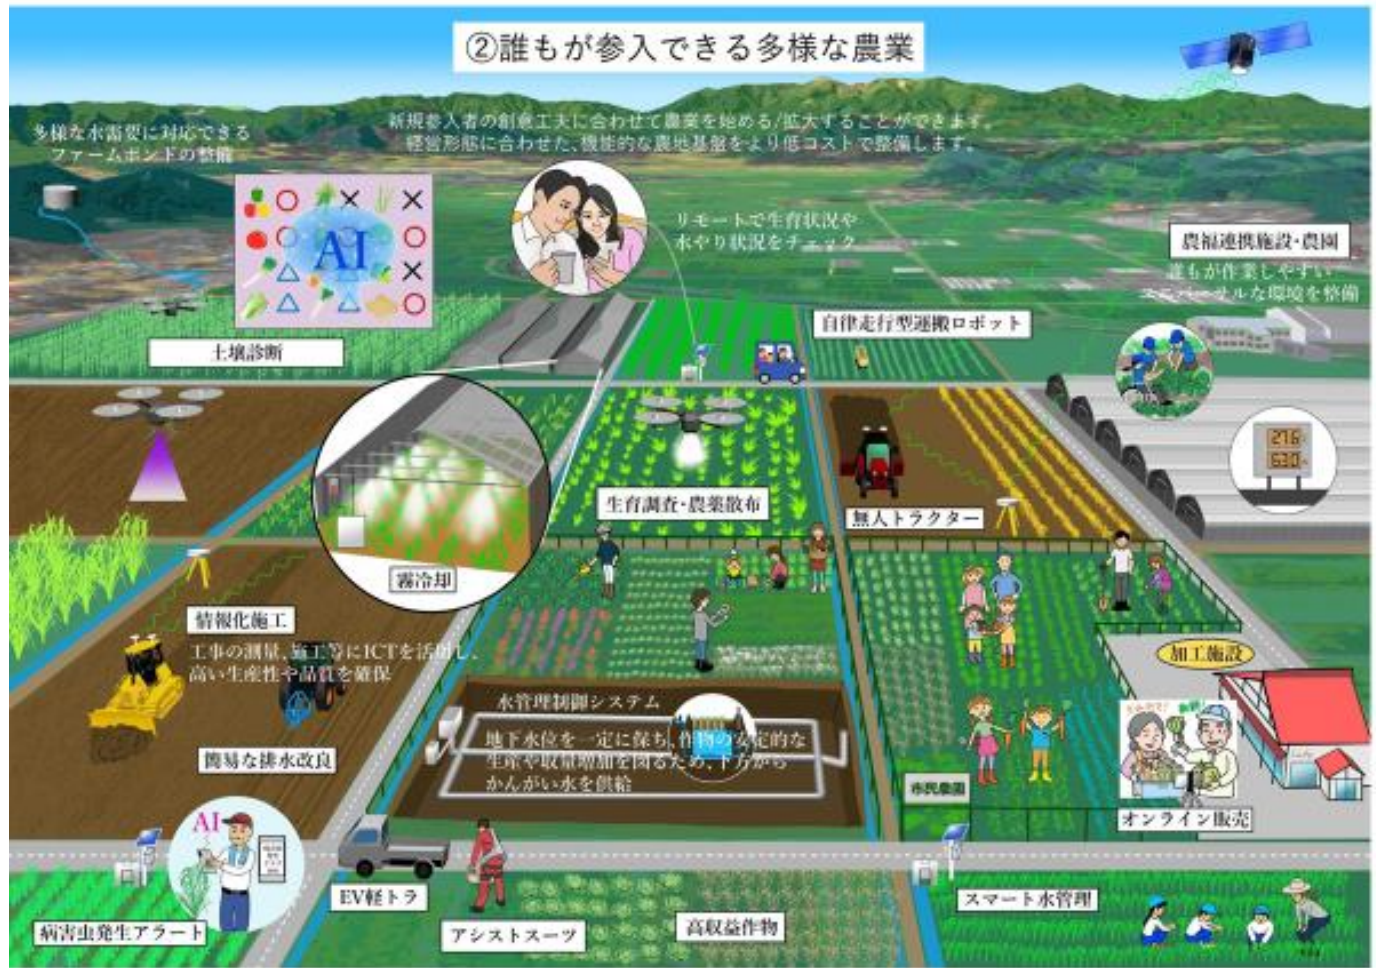 ②誰もが参入できる多様な農業
多様な水需要に対応できる
ファームポンドの整備
新規参入者の創意工夫に合わせて農業を始める/拡大することができます。
経営形態に合わせた、機能的な農地基盤をより低コストで整備します。
AI
リモートで生育状況や
水やり状況をチェック
農福連携施設・農園
誰もが作業しやすい
ユニバーサルな環境を整備
土壌診断
自律走行型運搬ロボット
27.6
63.0
生育調査・農薬散布
無人トラクター
霧冷却
情報化施工
工事の測量、施工等にICTを活用し、
高い生産性や品質を確保
加工施設
水管理制御システム
地下水位を一定に保ち、作物の安定的な
生産や収量増加を図るため、下方から
かんがい水を供給
簡易な排水改良
市民農園
オンライン販売
AI
EV軽トラ
スマート水管理
病害虫発生アラート
アシストスーツ
高収益作物